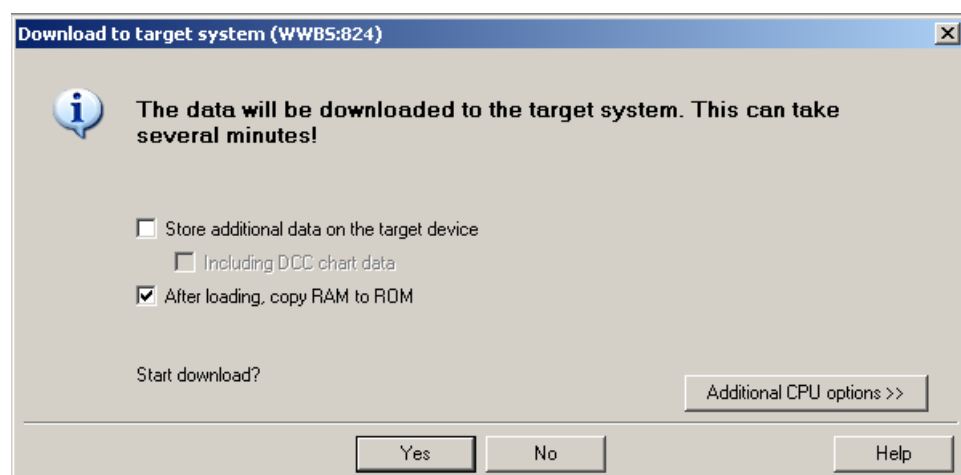 Download to target system (WWBS:824)
The data will be downloaded to the target system. This can take
several minutes!
Store additional data on the target device
Including DCC chart data
After loading, copy RAM to ROM
Start download?
Additional CPU options >>
Yes
No
Help